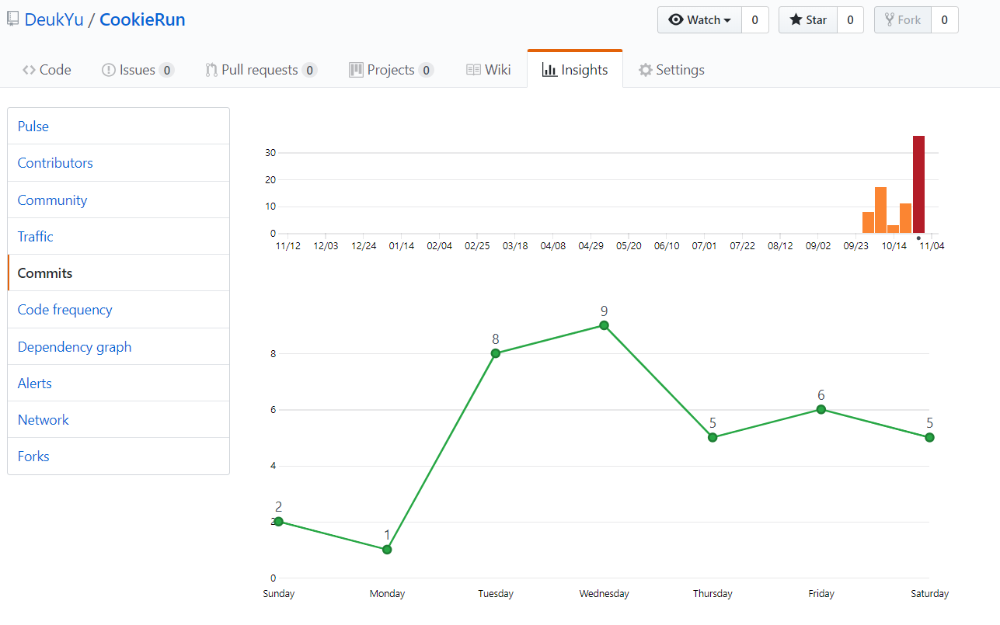 DeukYu / CookieRun
Watch 0 Star 0 Fork 0
Code Issues 0 Pull requests 0 Projects 0 Wiki Insights Settings
Pulse
Contributors
Community
Traffic
Commits
Code frequency
Dependency graph
Alerts
Network
Forks
30
20
10
0
11/12 12/03 12/24 01/14 02/04 02/25 03/18 04/08 04/29 05/20 06/10 07/01 07/22 08/12 09/02 09/23 10/14 11/04
9
8
8
6
6
5
5
4
2
2
1
0
Sunday Monday Tuesday Wednesday Thursday Friday Saturday